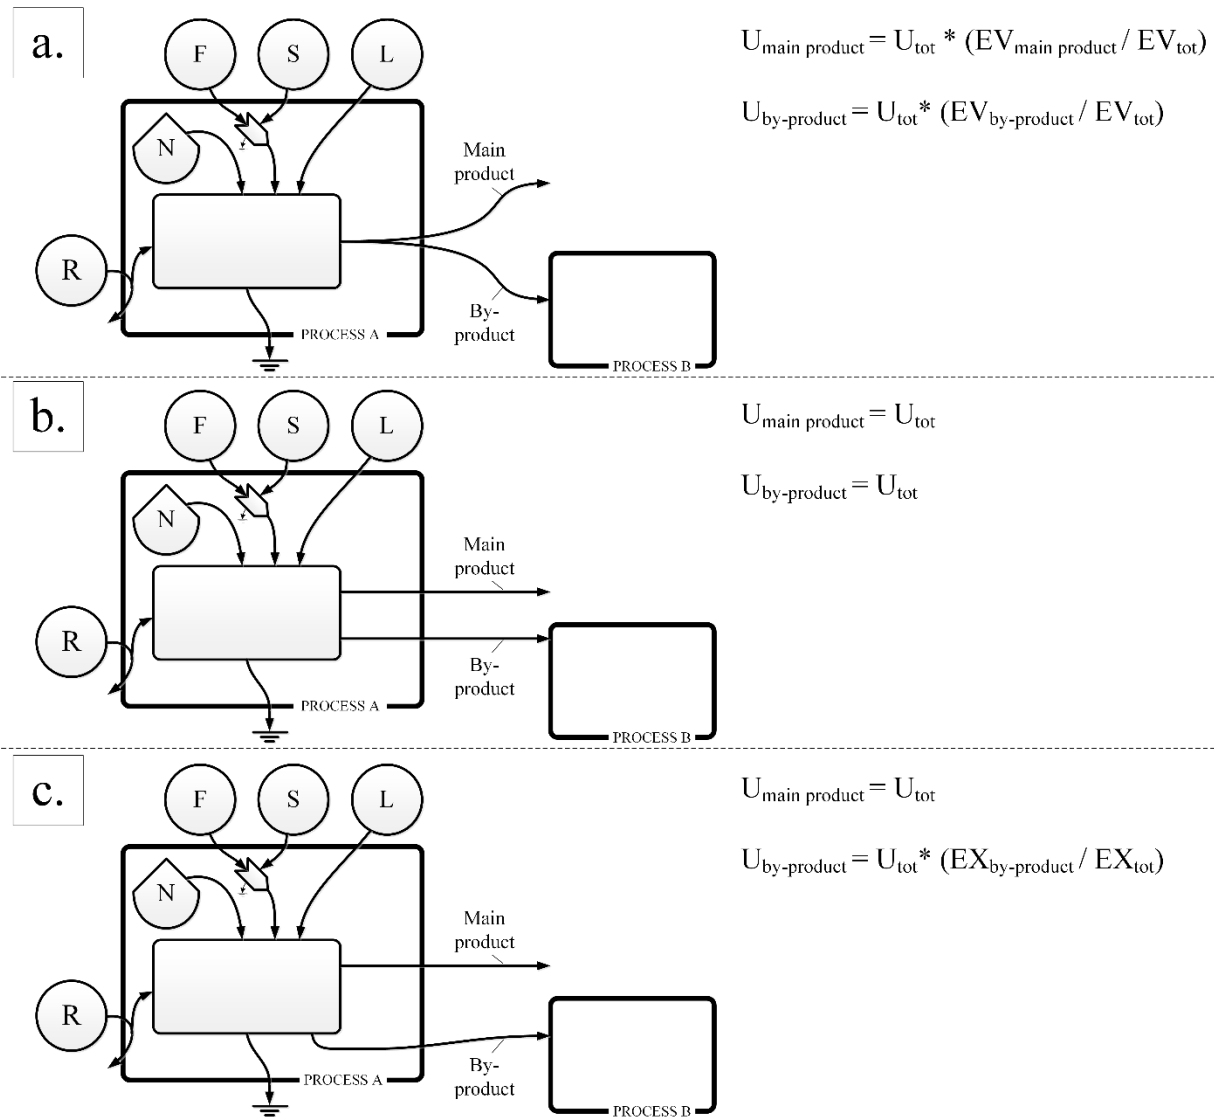 a.
F
S
L
N
R
Main
product
By-
product
PROCESS A
PROCESS B
U_main product = U_tot * (EV_main product / EV_tot)
U_by-product = U_tot* (EV_by-product / EV_tot)
b.
F
S
L
N
R
Main
product
By-
product
PROCESS A
PROCESS B
U_main product = U_tot
U_by-product = U_tot
c.
F
S
L
N
R
Main
product
By-
product
PROCESS A
PROCESS B
U_main product = U_tot
U_by-product = U_tot* (EX_by-product / EX_tot)